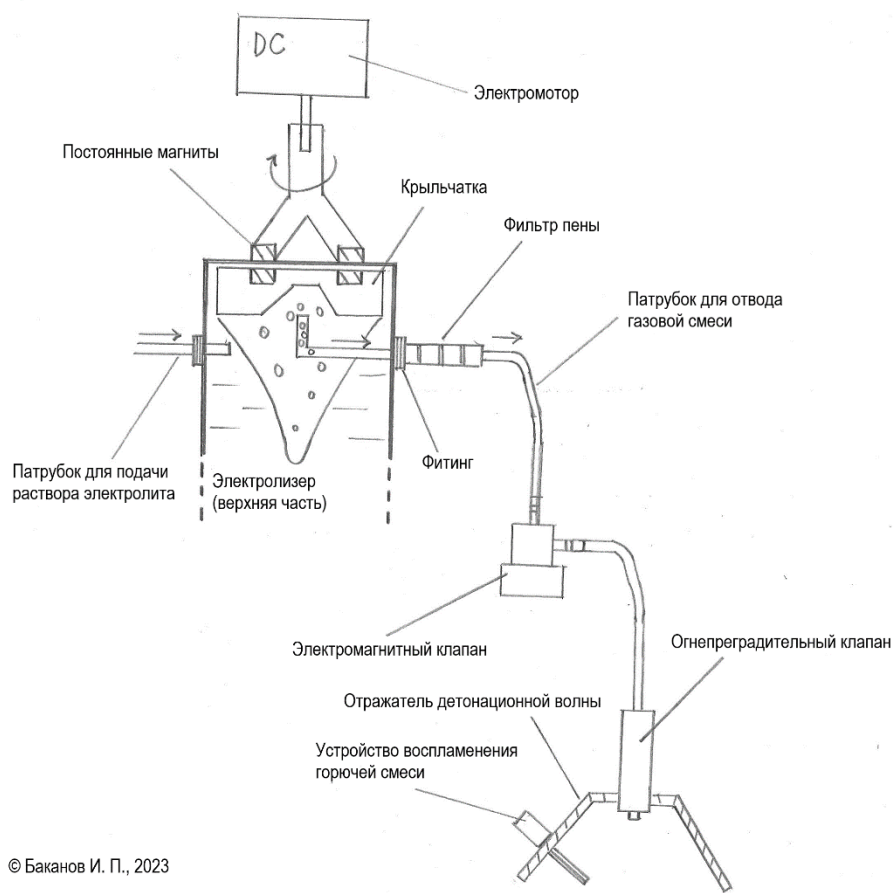 DC
Электромотор
Постоянные магниты
Крыльчатка
Фильтр пены
Патрубок для отвода
газовой смеси
Патрубок для подачи
раствора электролита
Электролизер
(верхняя часть)
Фитинг
Электромагнитный клапан
Огнепреградительный клапан
Отражатель детонационной волны
Устройство воспламенения
горючей смеси
© Баканов И. П., 2023